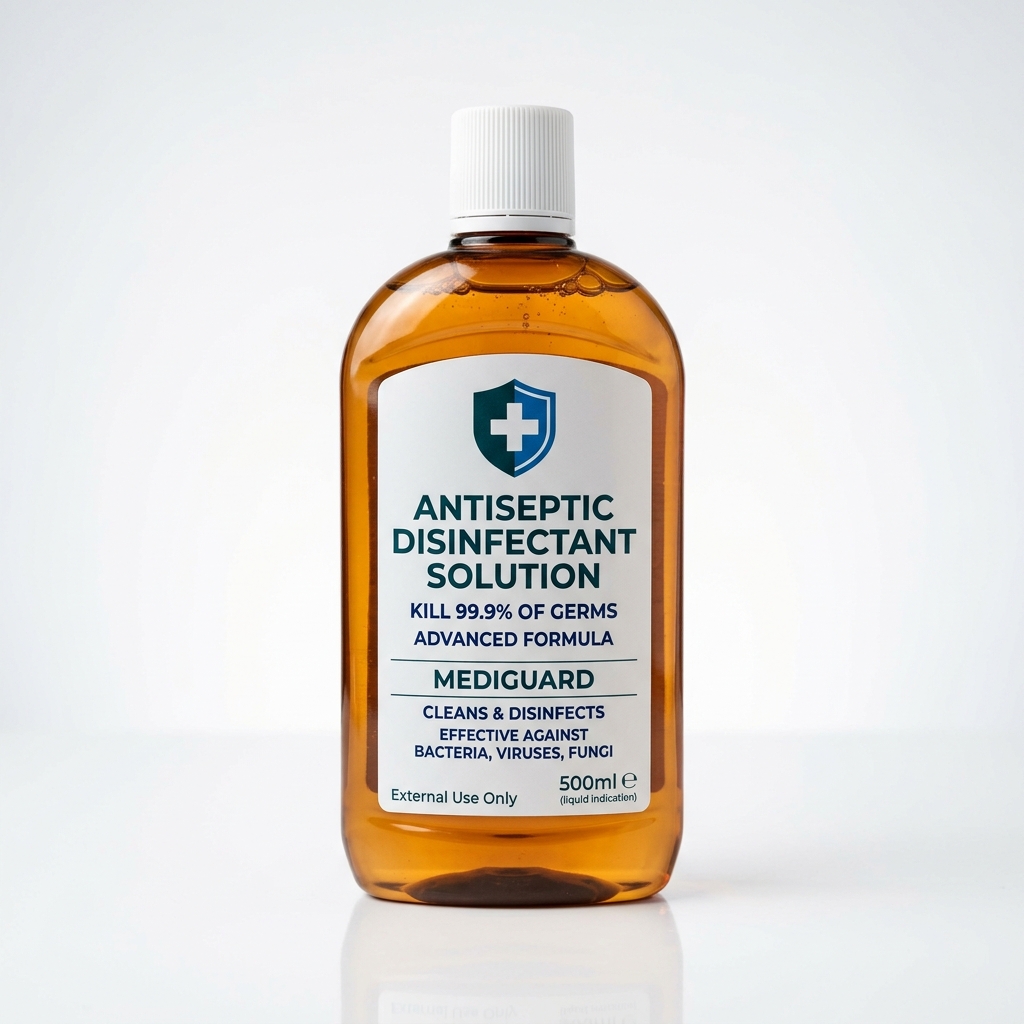 ANTISEPTIC
DISINFECTANT
SOLUTION
KILL 99.9% OF GERMS
ADVANCED FORMULA
MEDIGUARD
CLEANS & DISINFECTS
EFFECTIVE AGAINST
BACTERIA, VIRUSES, FUNGI
External Use Only
500ml ℮
(liquid indication)